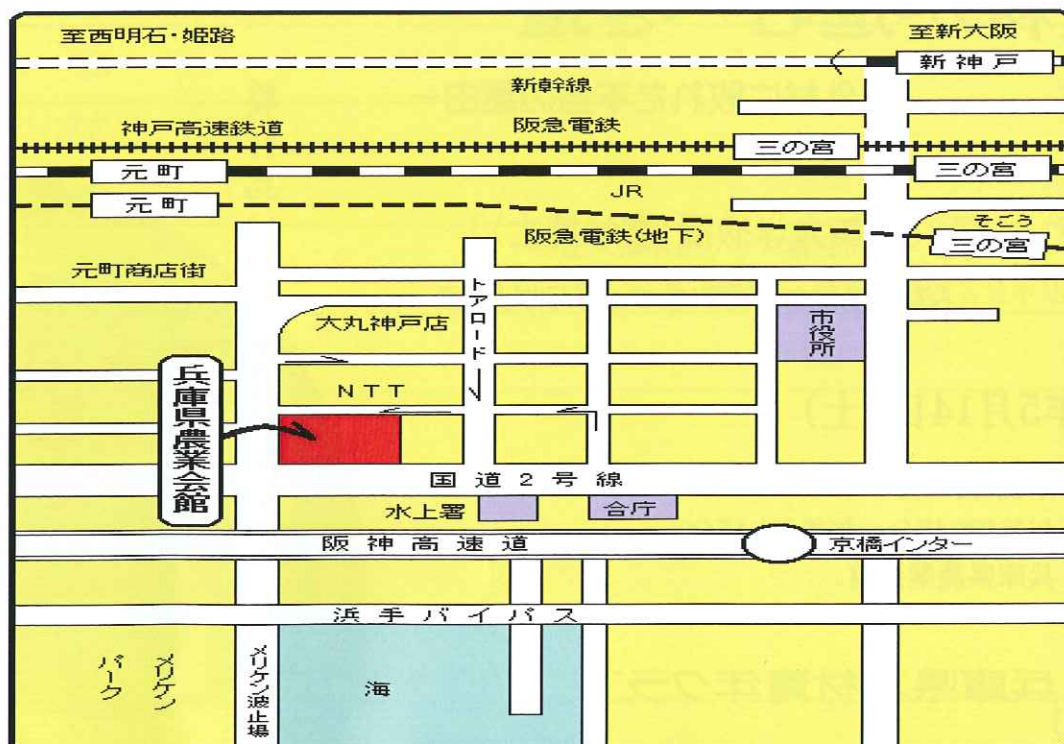 至西明石・姫路
至新大阪
新神戸
新幹線
神戸高速鉄道
阪急電鉄
三の宮
元町
三の宮
JR
元町
そごう
阪急電鉄(地下)
三の宮
元町商店街
トアロード
大丸神戸店
市役所
NTT
兵庫県農業会館
国道2号線
水上署
合庁
阪神高速道
京橋インター
浜手バイパス
メリケン
パーク
メリケン波止場
海